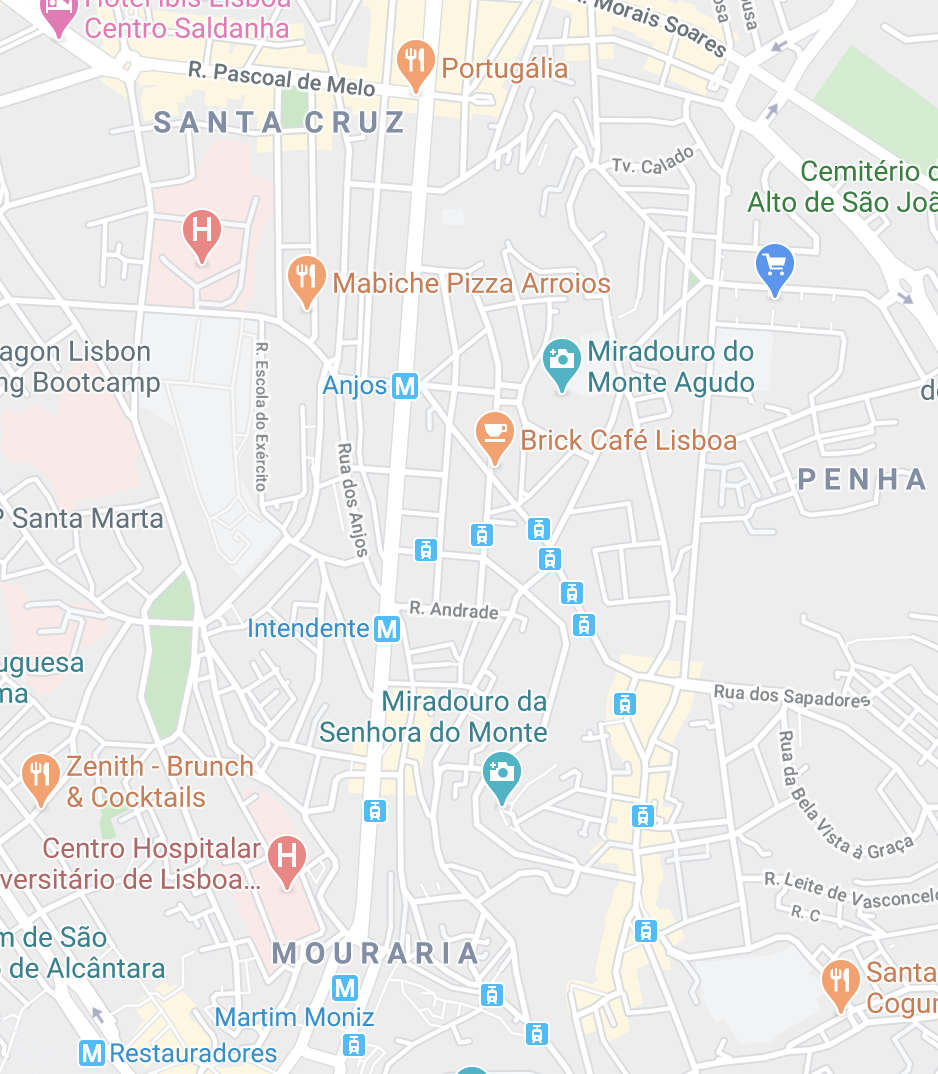 Hotel ibis Lisboa
Centro Saldanha
R. Morais Soares
R. Pascoal de Melo
Portugália
SANTA CRUZ
Tv. Calado
Cemitério d
Alto de São Joã
H
Mabiche Pizza Arroios
agon Lisbon
ng Bootcamp
R. Escola do Exército
Miradouro do
Monte Agudo
Anjos M
de
Brick Café Lisboa
Rua dos Anjos
PENHA
P Santa Marta
R. Andrade
Intendente M
uguesa
ma
Rua dos Sapadores
Miradouro da
Senhora do Monte
Rua da Bela Vista à Graça
Zenith - Brunch
& Cocktails
Centro Hospitalar
versitário de Lisboa...
H
R. Leite de Vasconcelo
R. C
m de São
o de Alcântara
MOURARIA
Santa
Cogum
M
Martim Moniz
M Restauradores